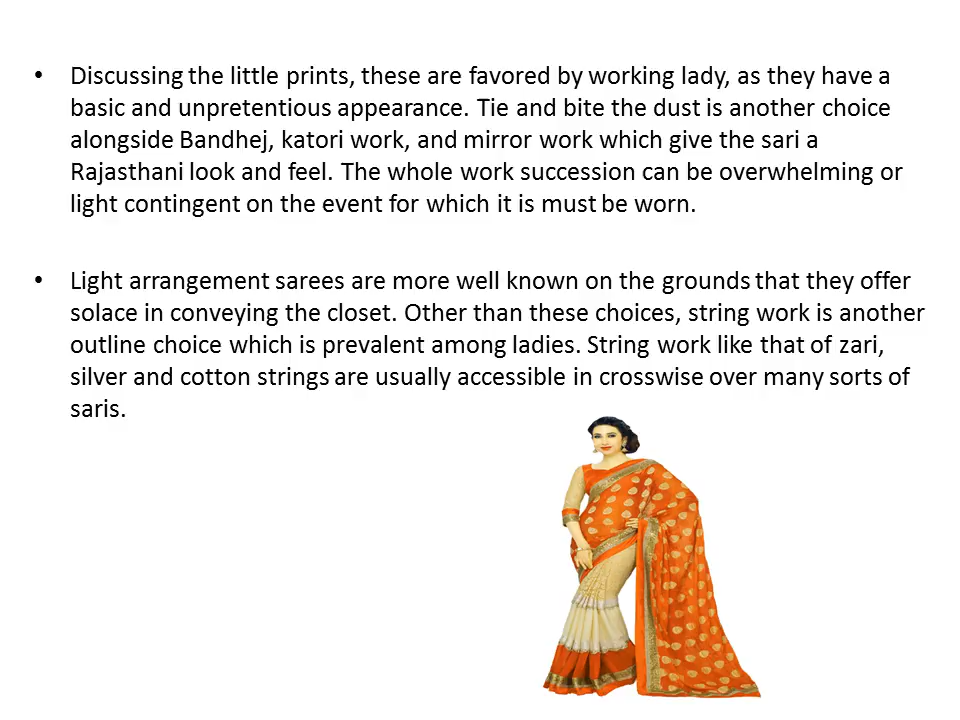 • Discussing the little prints, these are favored by working lady, as they have a
basic and unpretentious appearance. Tie and bite the dust is another choice
alongside Bandhej, katori work, and mirror work which give the sari a
Rajasthani look and feel. The whole work succession can be overwhelming or
light contingent on the event for which it is must be worn.
• Light arrangement sarees are more well known on the grounds that they offer
solace in conveying the closet. Other than these choices, string work is another
outline choice which is prevalent among ladies. String work like that of zari,
silver and cotton strings are usually accessible in crosswise over many sorts of
saris.